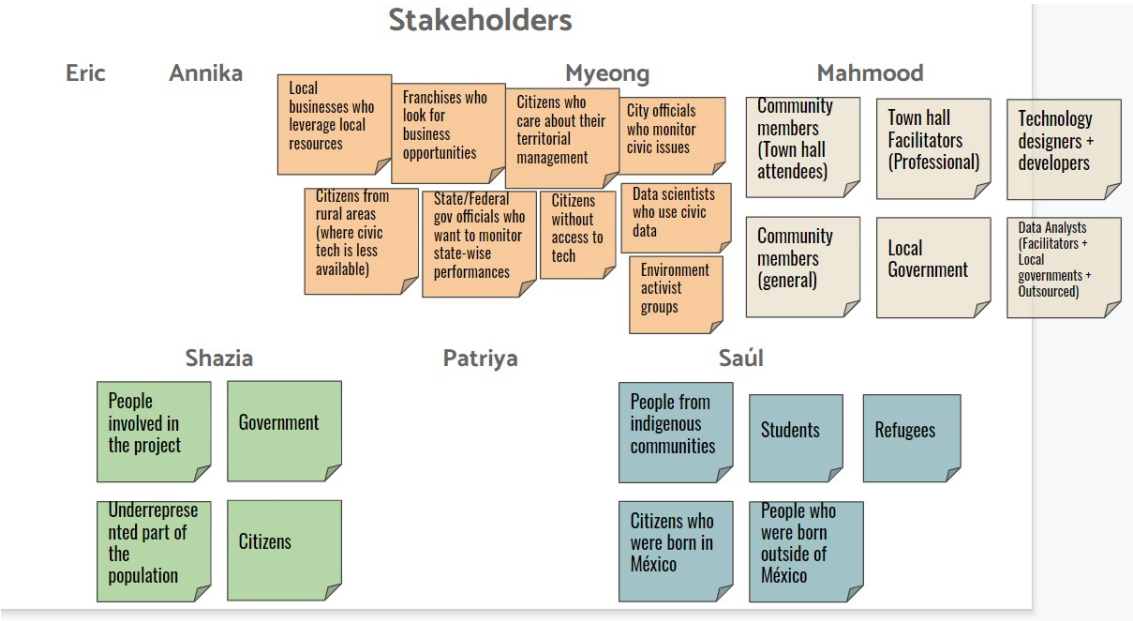 Stakeholders
Eric
Annika
Myeong
Mahmood
Local
businesses who
leverage local
resources
Franchises who
look for
business
opportunities
Citizens who
care about their
territorial
management
City officials
who monitor
civic issues
Citizens from
rural areas
(where civic
tech is less
available)
State/Federal
gov officials who
want to monitor
state-wise
performances
Citizens
without
access to
tech
Data scientists
who use civic
data
Environment
activist
groups
Community
members
(Town hall
attendees)
Town hall
Facilitators
(Professional)
Technology
designers +
developers
Community
members
(general)
Local
Government
Data Analysts
(Facilitators +
Local
governments +
Outsourced)
Shazia
Patriya
Saúl
People
involved in
the project
Government
Underreprese
nted part of
the
population
Citizens
People from
indigenous
communities
Students
Refugees
Citizens who
were born in
México
People who
were born
outside of
México